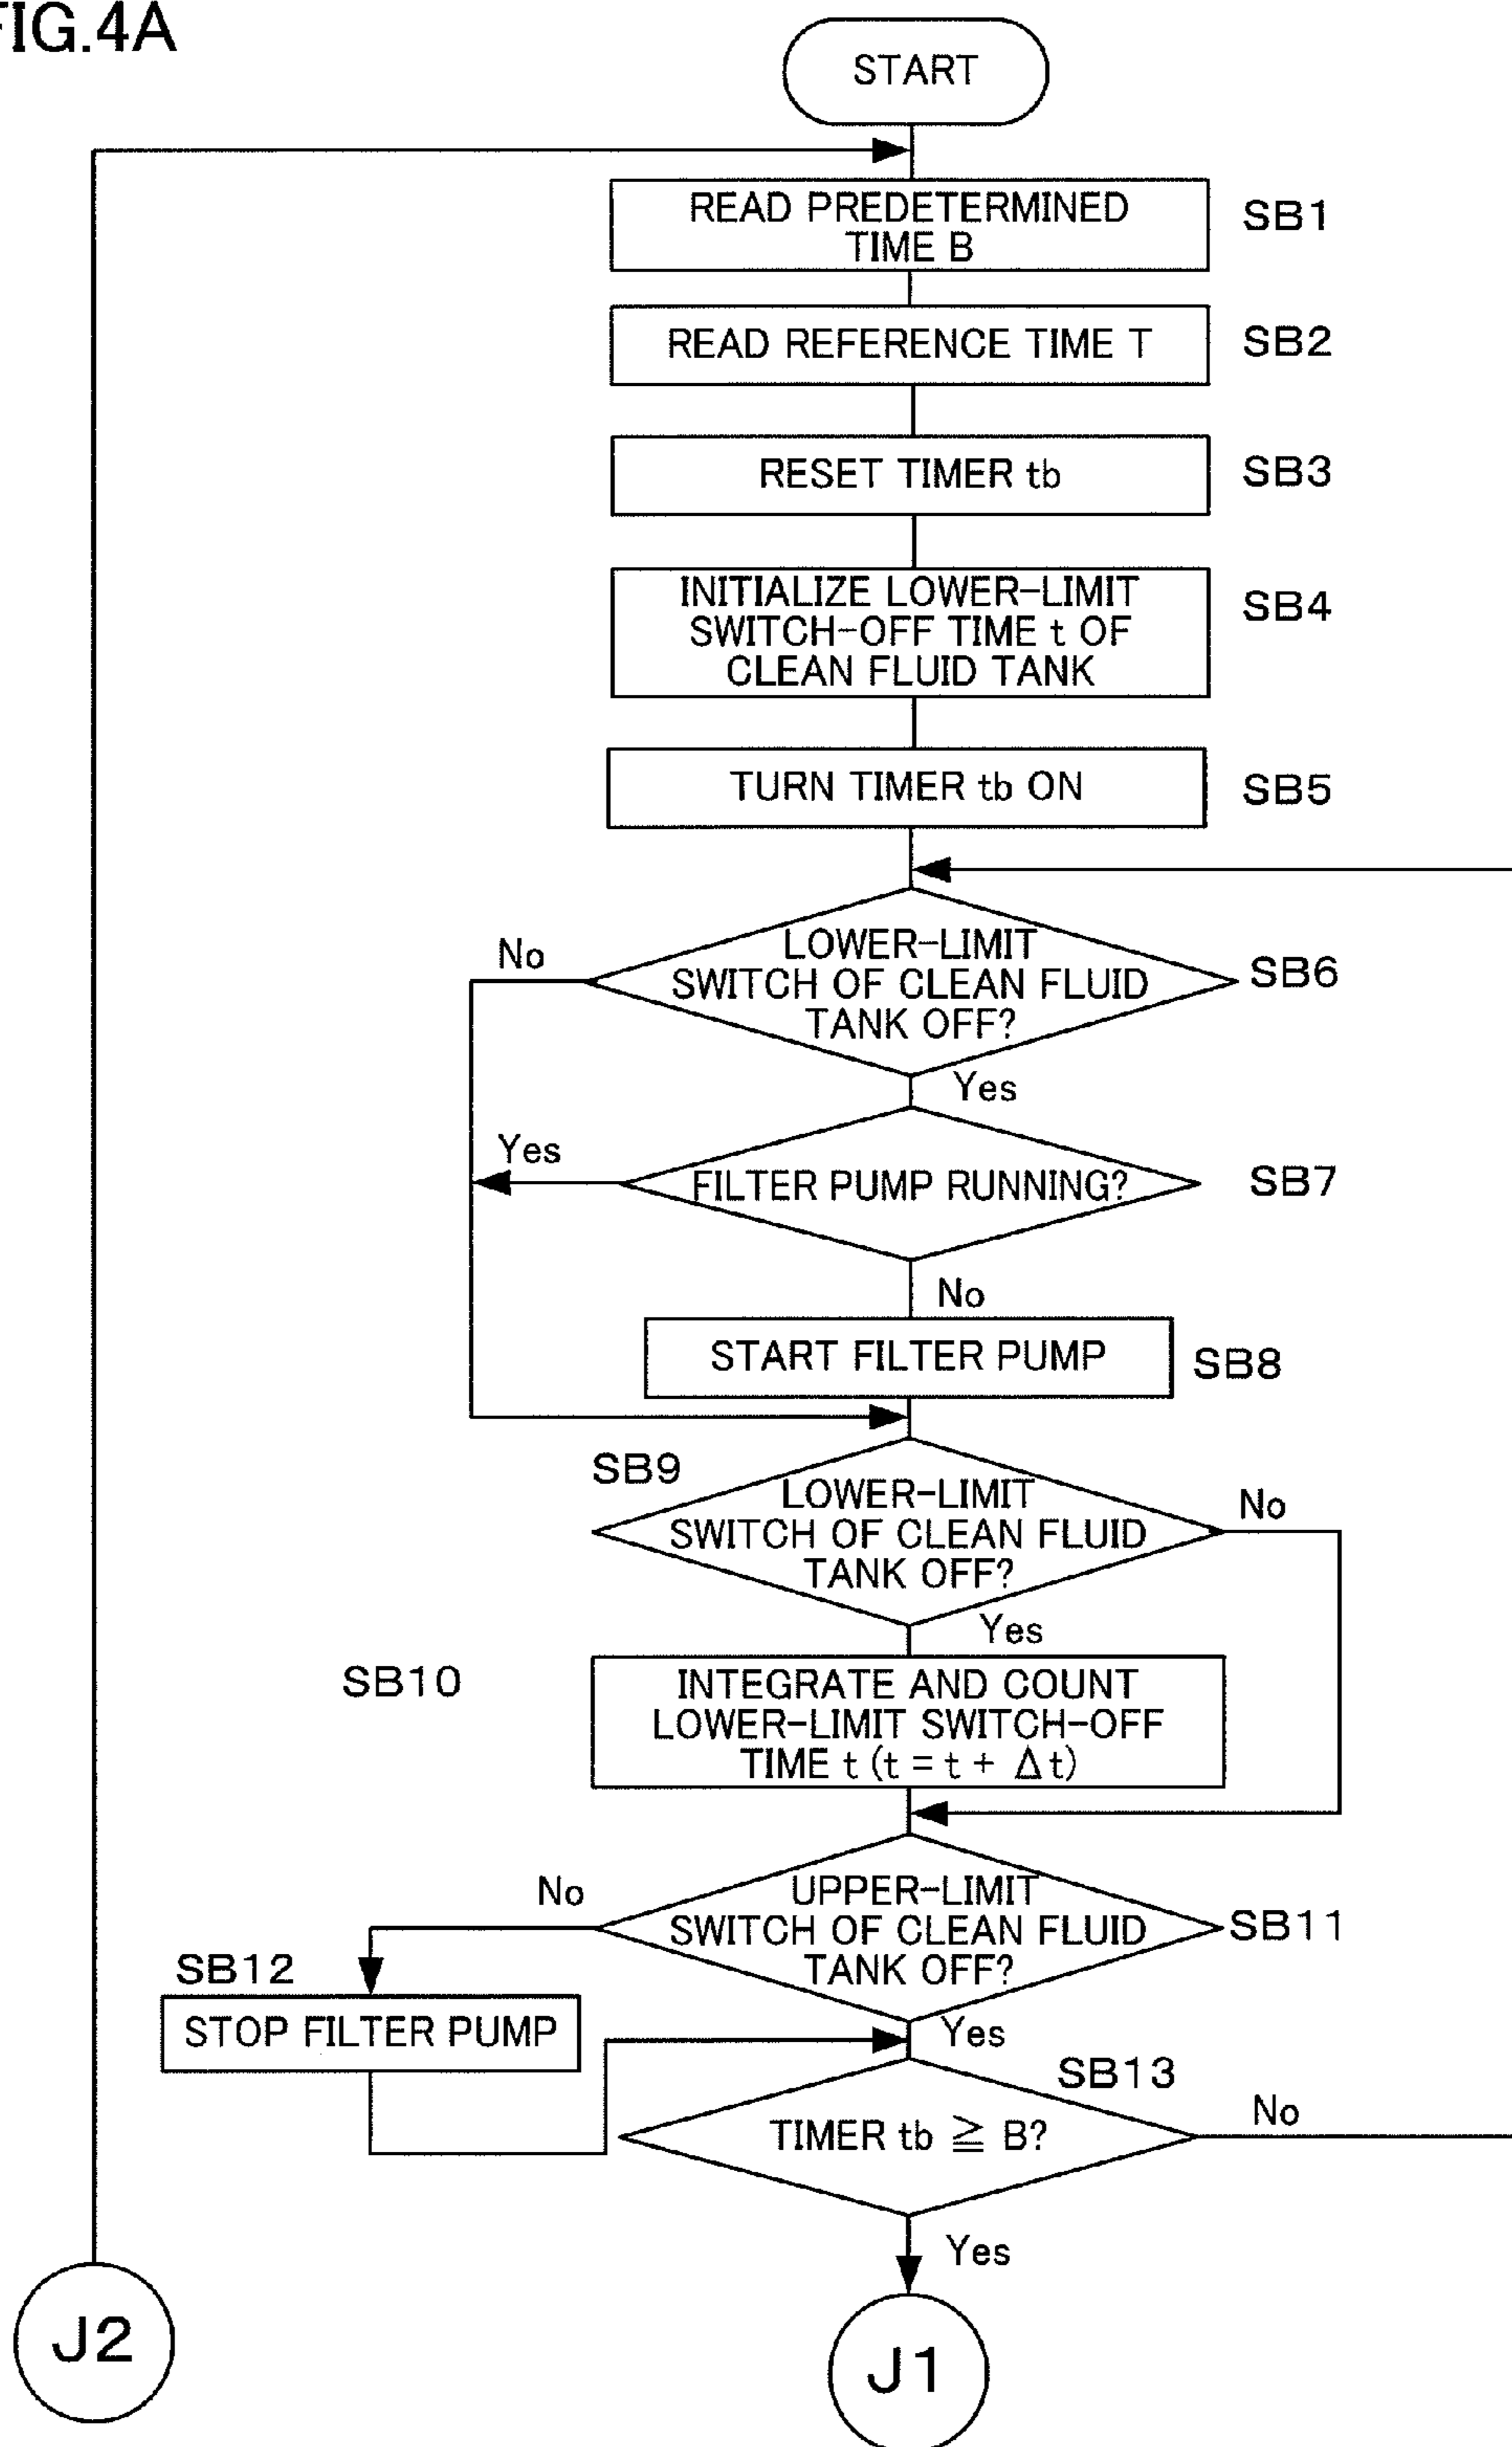 FIG.4A
START
READ PREDETERMINED
TIME B
SB1
READ REFERENCE TIME T
SB2
RESET TIMER tb
SB3
INITIALIZE LOWER-LIMIT
SWITCH-OFF TIME t OF
CLEAN FLUID TANK
SB4
TURN TIMER tb ON
SB5
LOWER-LIMIT
SWITCH OF CLEAN FLUID
TANK OFF?
SB6
No
Yes
FILTER PUMP RUNNING?
SB7
Yes
No
START FILTER PUMP
SB8
SB9
LOWER-LIMIT
SWITCH OF CLEAN FLUID
TANK OFF?
No
Yes
SB10
INTEGRATE AND COUNT
LOWER-LIMIT SWITCH-OFF
TIME t (t = t + Δt)
UPPER-LIMIT
SWITCH OF CLEAN FLUID
TANK OFF?
SB11
No
Yes
SB12
STOP FILTER PUMP
SB13
TIMER tb ≧ B?
No
Yes
J2
J1